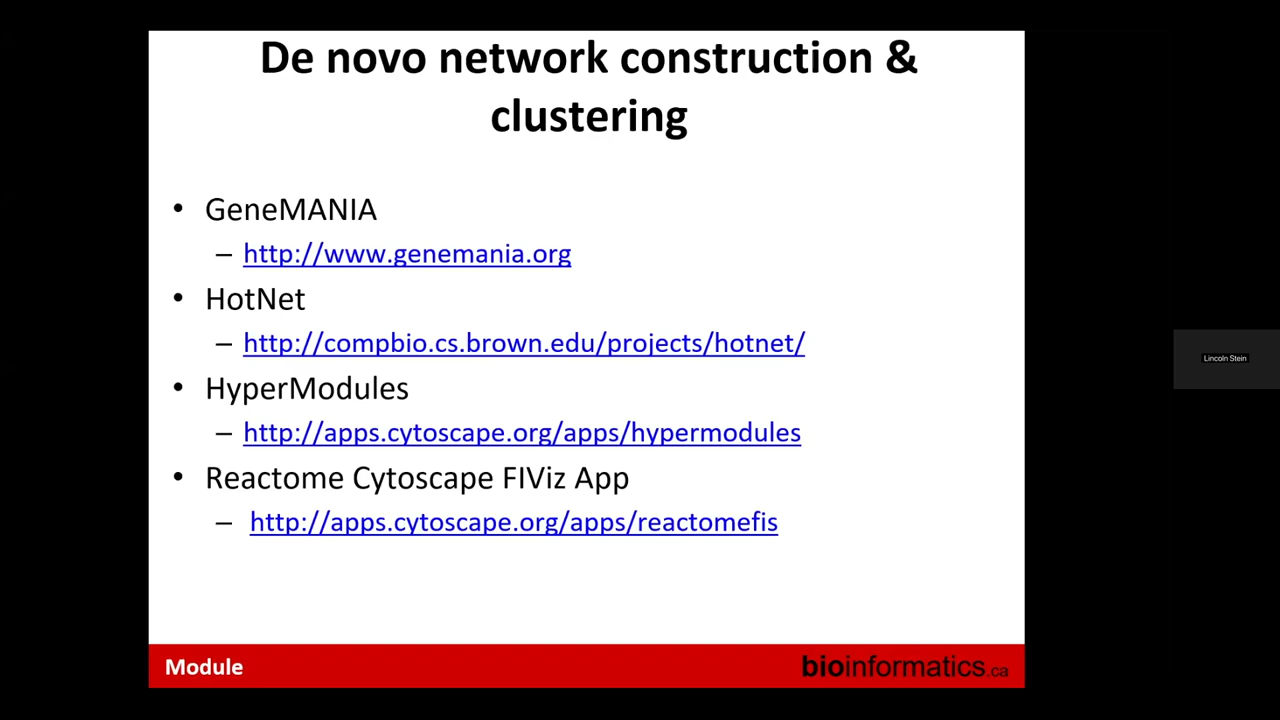 De novo network construction &
clustering
• GeneMANIA
– http://www.genemania.org
• HotNet
– http://compbio.cs.brown.edu/projects/hotnet/
• HyperModules
– http://apps.cytoscape.org/apps/hypermodules
• Reactome Cytoscape FIViz App
– http://apps.cytoscape.org/apps/reactomefis
Lincoln Stein
Module
bioinformatics.ca